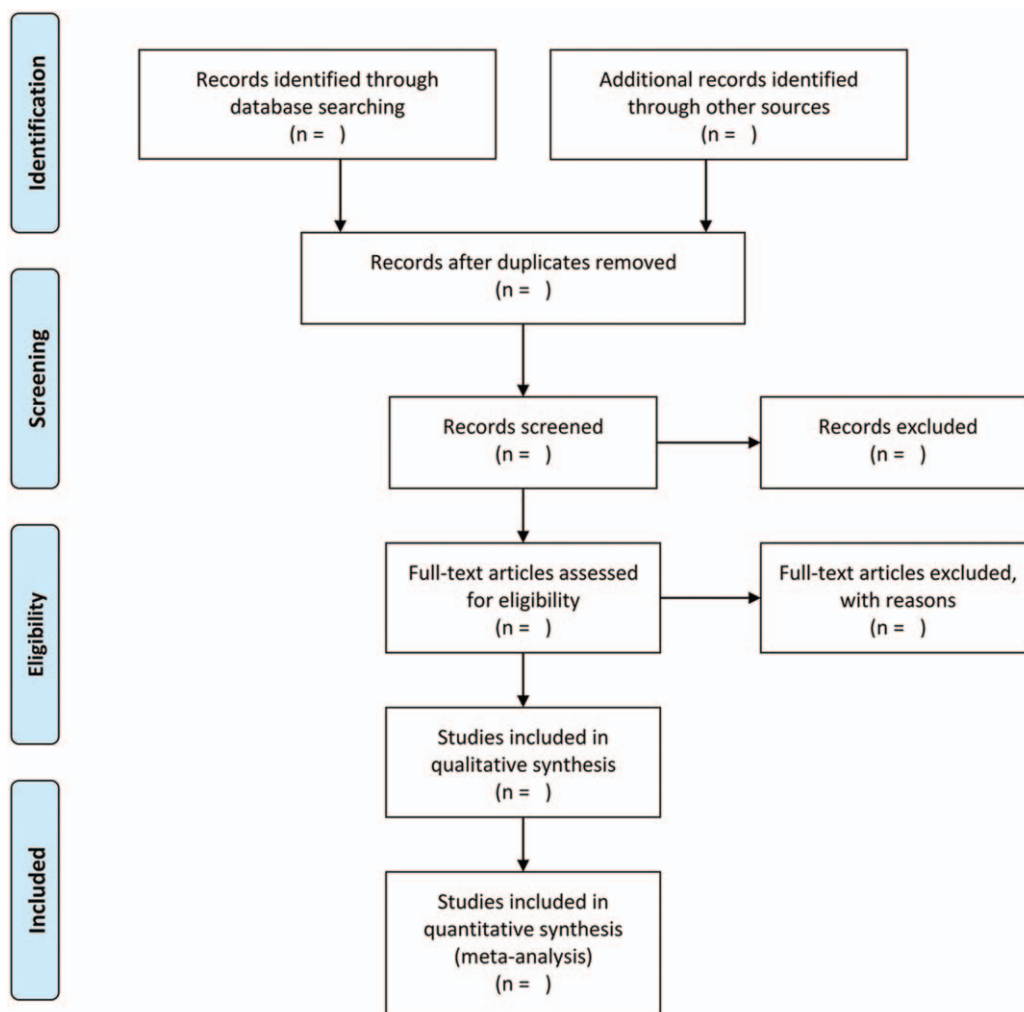 Identification
Records identified through
database searching
(n =   )
Additional records identified
through other sources
(n =   )
Records after duplicates removed
(n =   )
Screening
Records screened
(n =   )
Records excluded
(n =   )
Eligibility
Full-text articles assessed
for eligibility
(n =   )
Full-text articles excluded,
with reasons
(n =   )
Studies included in
qualitative synthesis
(n =   )
Included
Studies included in
quantitative synthesis
(meta-analysis)
(n =   )